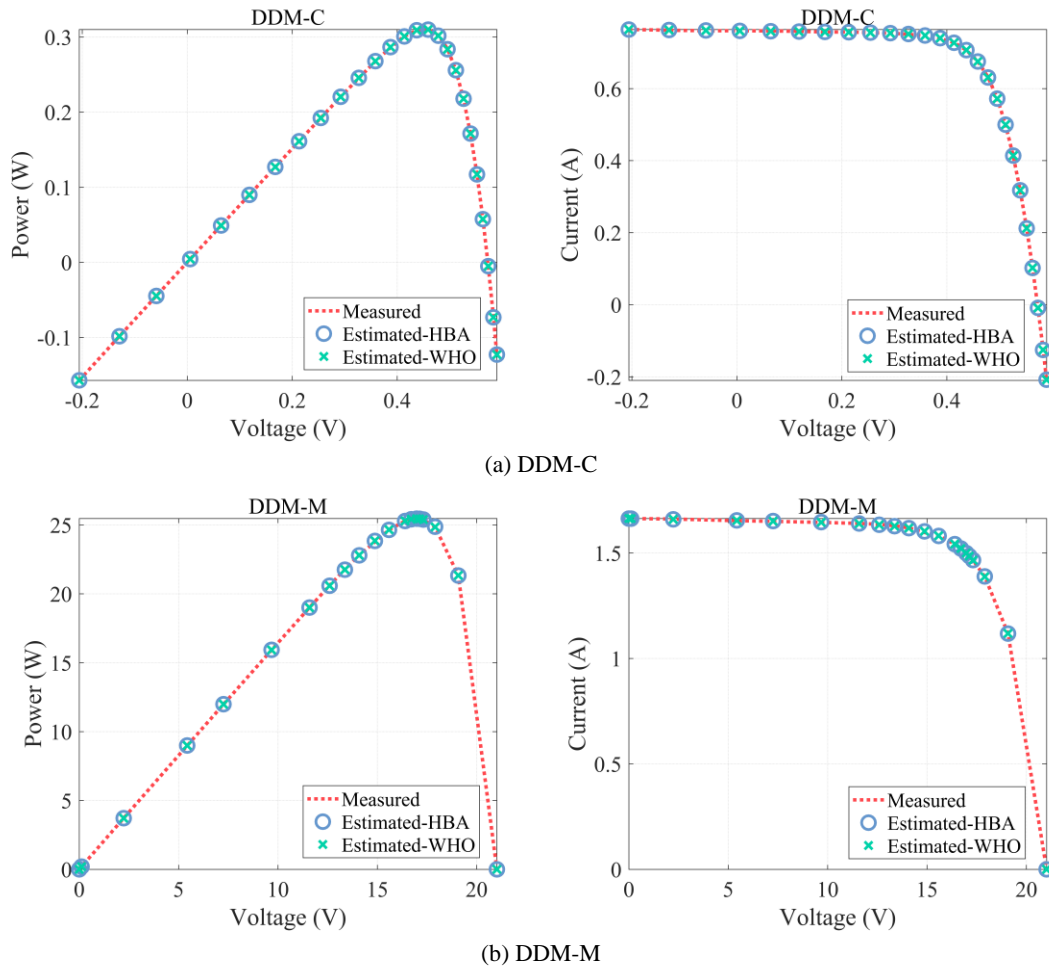 DDM-C
Power (W)
0.3
0.2
0.1
0
-0.1
-0.2 0 0.2 0.4
Voltage (V)
Measured
Estimated-HBA
Estimated-WHO
DDM-C
Current (A)
0.6
0.4
0.2
0
-0.2
-0.2 0 0.2 0.4
Voltage (V)
Measured
Estimated-HBA
Estimated-WHO
(a) DDM-C
DDM-M
Power (W)
25
20
15
10
5
0
0 5 10 15 20
Voltage (V)
Measured
Estimated-HBA
Estimated-WHO
DDM-M
Current (A)
1.5
1
0.5
0
0 5 10 15 20
Voltage (V)
Measured
Estimated-HBA
Estimated-WHO
(b) DDM-M